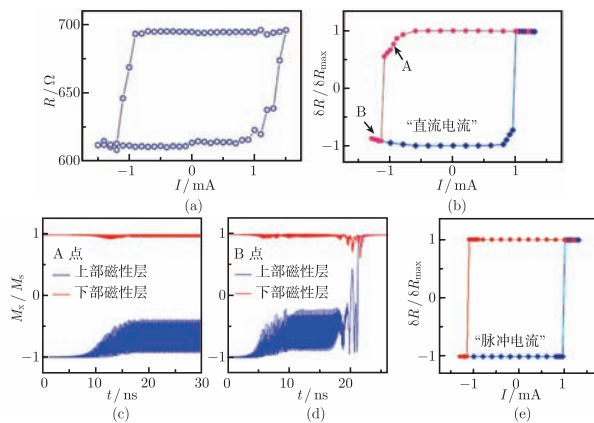 700
650
600
R / Ω
−1
0
1
I / mA
(a)
1
0
−1
δR / δRmax
A
B
“直流电流”
−1
0
1
I / mA
(b)
1
0
−1
Mx / Ms
A 点
上部磁性层
下部磁性层
0
10
20
30
t / ns
(c)
B 点
上部磁性层
下部磁性层
0
10
20
t / ns
(d)
1
0
−1
δR / δRmax
“脉冲电流”
−1
0
1
I / mA
(e)